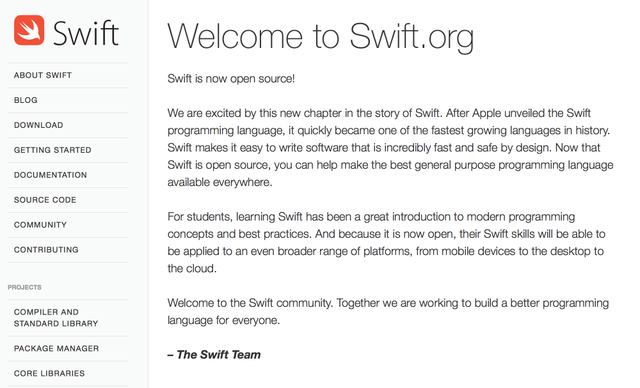 Swift
ABOUT SWIFT
BLOG
DOWNLOAD
GETTING STARTED
DOCUMENTATION
SOURCE CODE
COMMUNITY
CONTRIBUTING
PROJECTS
COMPILER AND
STANDARD LIBRARY
PACKAGE MANAGER
CORE LIBRARIES
Welcome to Swift.org
Swift is now open source!
We are excited by this new chapter in the story of Swift. After Apple unveiled the Swift
programming language, it quickly became one of the fastest growing languages in history.
Swift makes it easy to write software that is incredibly fast and safe by design. Now that
Swift is open source, you can help make the best general purpose programming language
available everywhere.
For students, learning Swift has been a great introduction to modern programming
concepts and best practices. And because it is now open, their Swift skills will be able to
be applied to an even broader range of platforms, from mobile devices to the desktop to
the cloud.
Welcome to the Swift community. Together we are working to build a better programming
language for everyone.
– The Swift Team